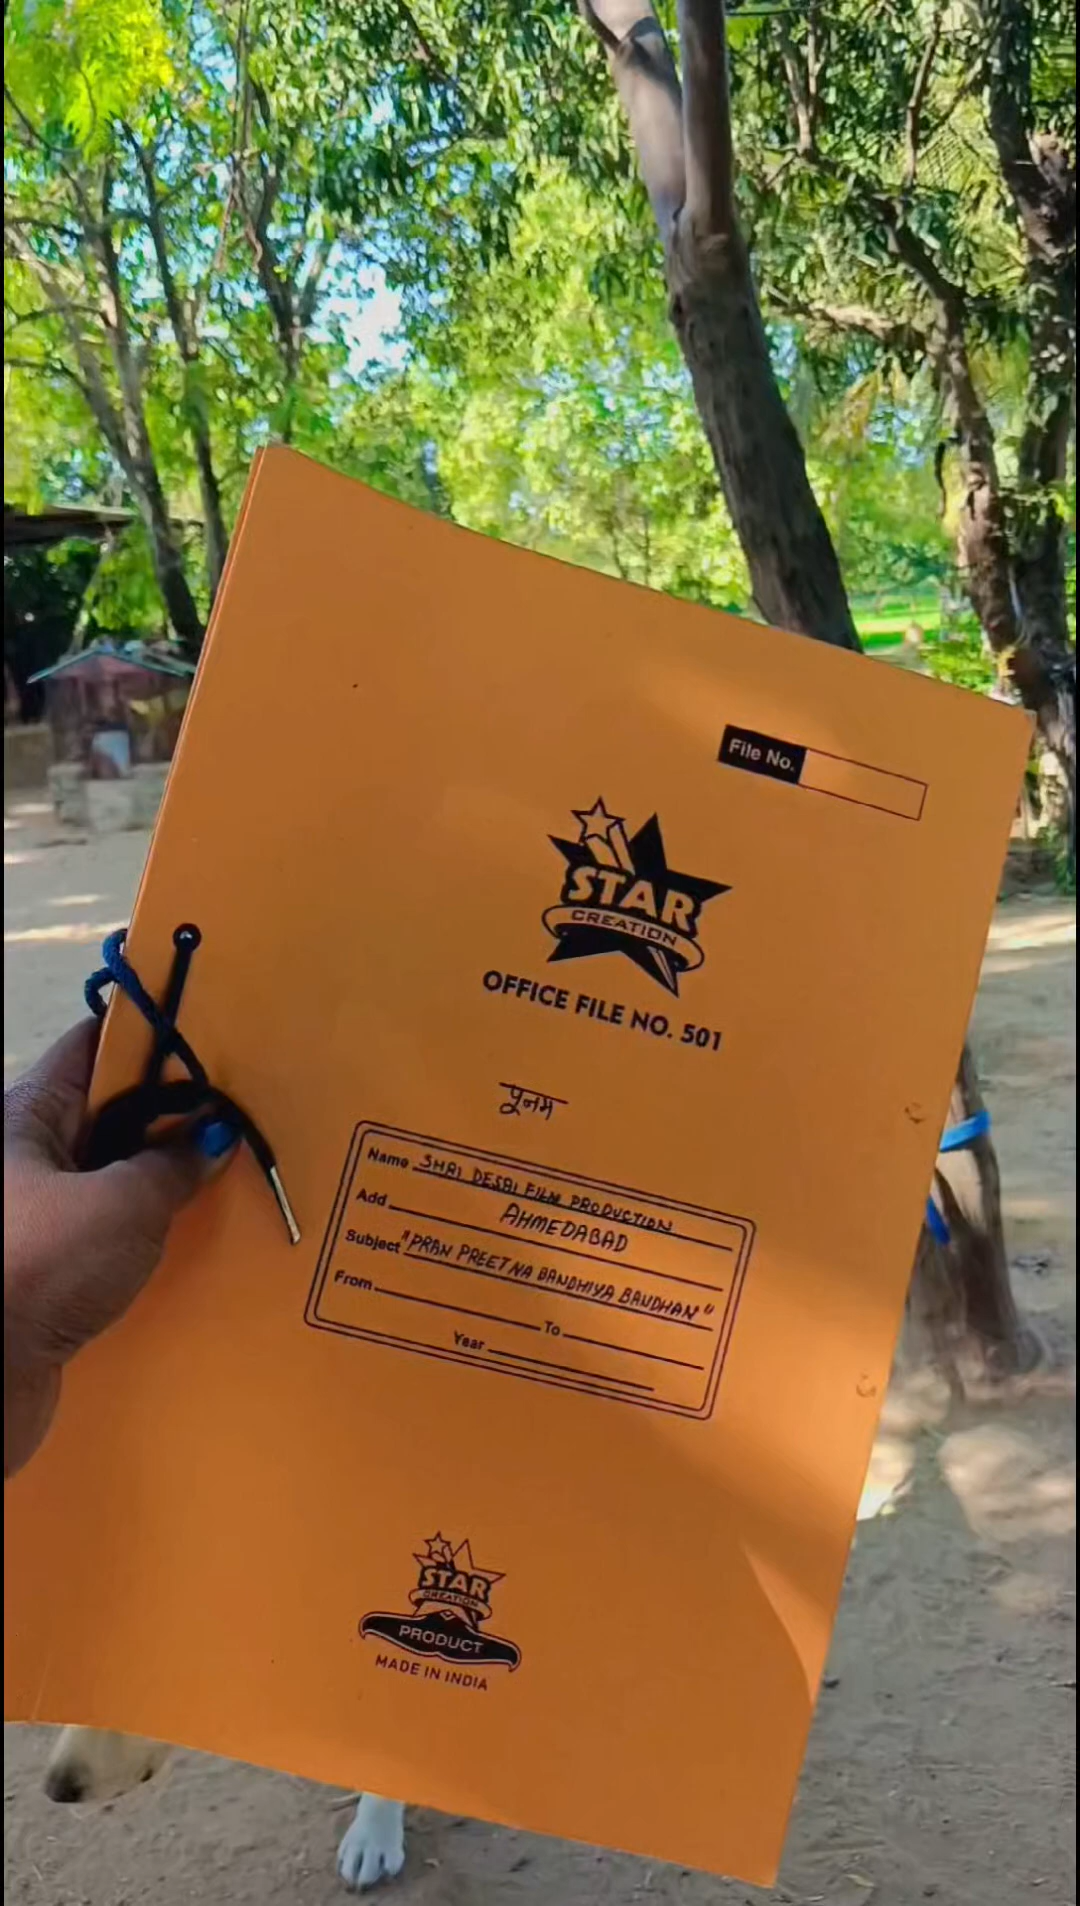 File No.
STAR
CREATION
OFFICE FILE NO. 501
पूनम
Name SHRI DESAI FILM PRODUCTION
Add AHMEDABAD
Subject "PRAN PREET NA BANDHIYA BANDHAN"
From To
Year
STAR
CREATION
PRODUCT
MADE IN INDIA